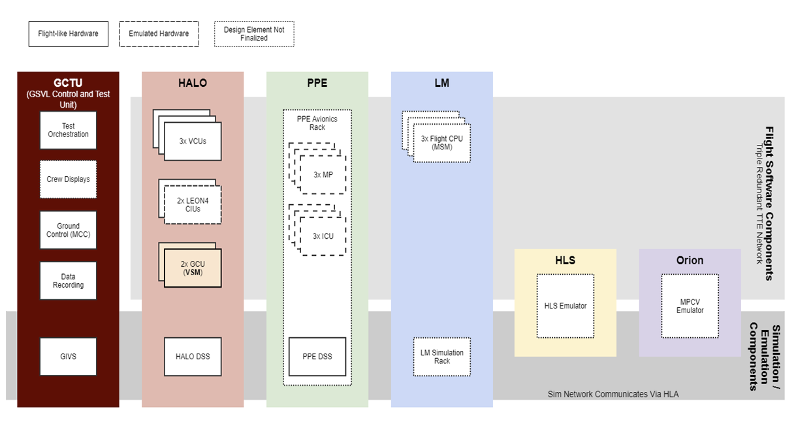 Flight-like Hardware
Emulated Hardware
Design Element Not
Finalized
GCTU
(GSVL Control and Test
Unit)
Test
Orchestration
Crew Displays
Ground
Control (MCC)
Data
Recording
GIVS
HALO
3x VCUs
2x LEON4
CIUs
2x GCU
(VSM)
HALO DSS
PPE
PPE Avionics
Rack
3x MP
3x ICU
PPE DSS
LM
3x Flight CPU
(MSM)
LM Simulation
Rack
HLS
HLS Emulator
Orion
MPCV
Emulator
Flight Software Components
Triple Redundant TTE Network
Simulation /
Emulation
Components
Sim Network Communicates Via HLA